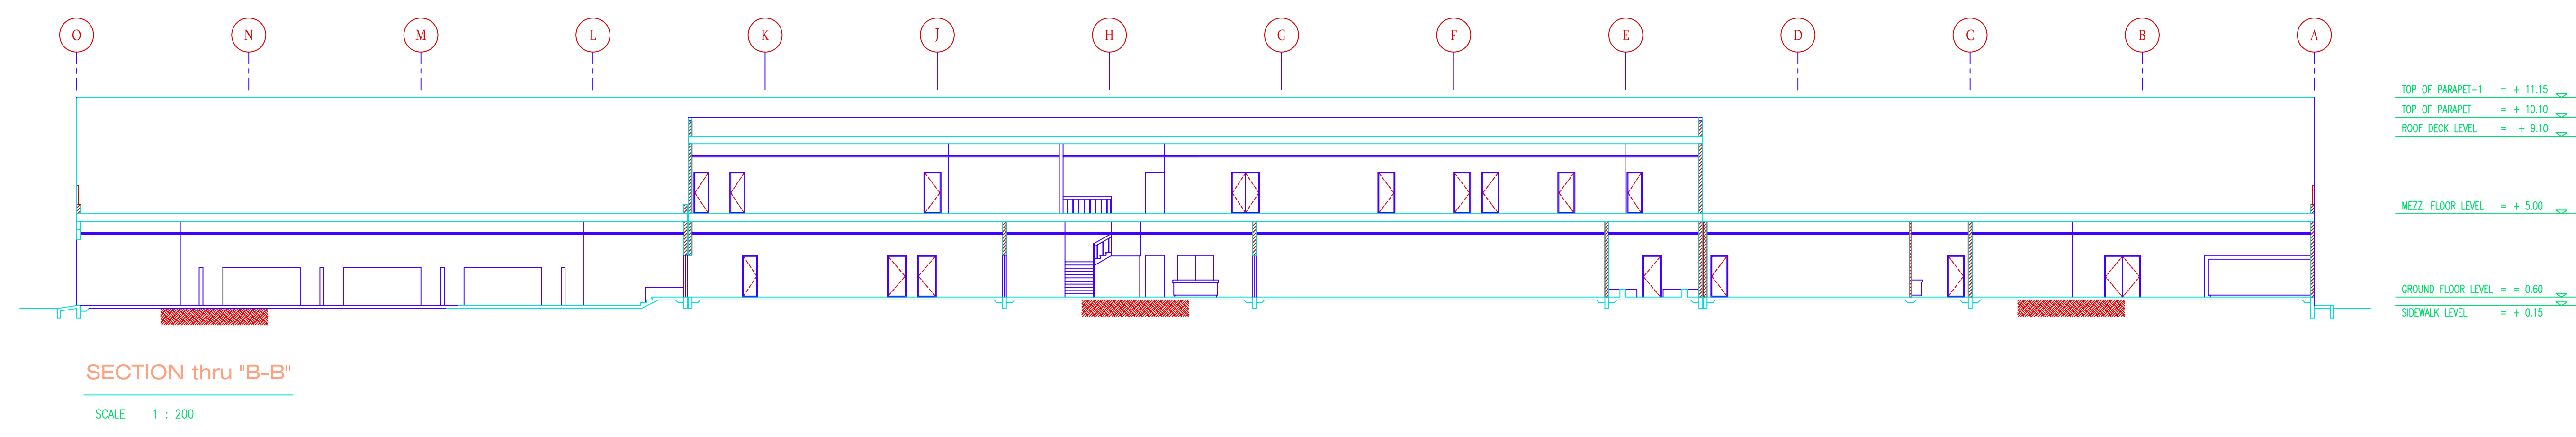 O N M L K J H G F E D C B A
TOP OF PARAPET-1 = + 11.15
TOP OF PARAPET = + 10.10
ROOF DECK LEVEL = + 9.10
MEZZ. FLOOR LEVEL = + 5.00
GROUND FLOOR LEVEL = = 0.60
SIDEWALK LEVEL = + 0.15
SECTION thru "B-B"
SCALE 1 : 200